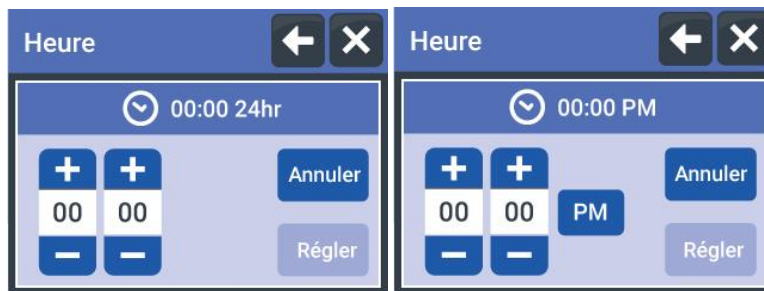 Heure
00:00 24hr
+ +
Annuler
00 00
− −
Régler
Heure
00:00 PM
+ +
Annuler
00 00 PM
− −
Régler